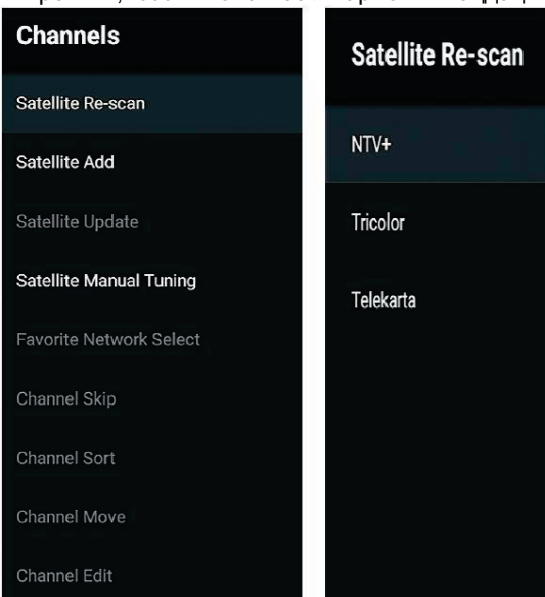 Channels
Satellite Re-scan
Satellite Add
Satellite Update
Satellite Manual Tuning
Favorite Network Select
Channel Skip
Channel Sort
Channel Move
Channel Edit
Satellite Re-scan
NTV+
Tricolor
Telekarta